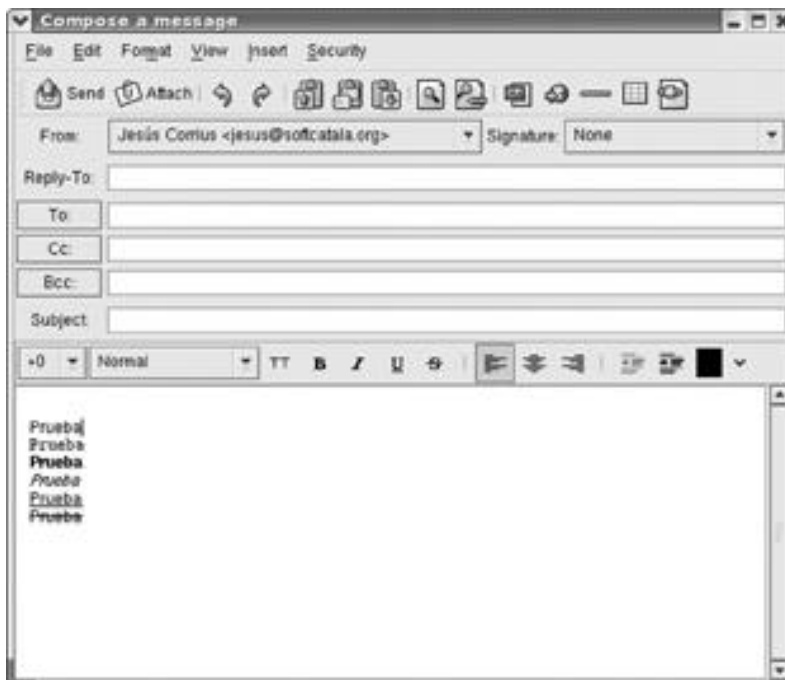 Compose a message
File Edit Format View Insert Security
Send Attach
From: Jesús Corrius <jesus@softcatala.org> Signature: None
Reply-To:
To:
Cc:
Bcc:
Subject:
+0 Normal TT B I U S
Prueba
Prueba
Prueba
Prueba
Prueba
Prueba